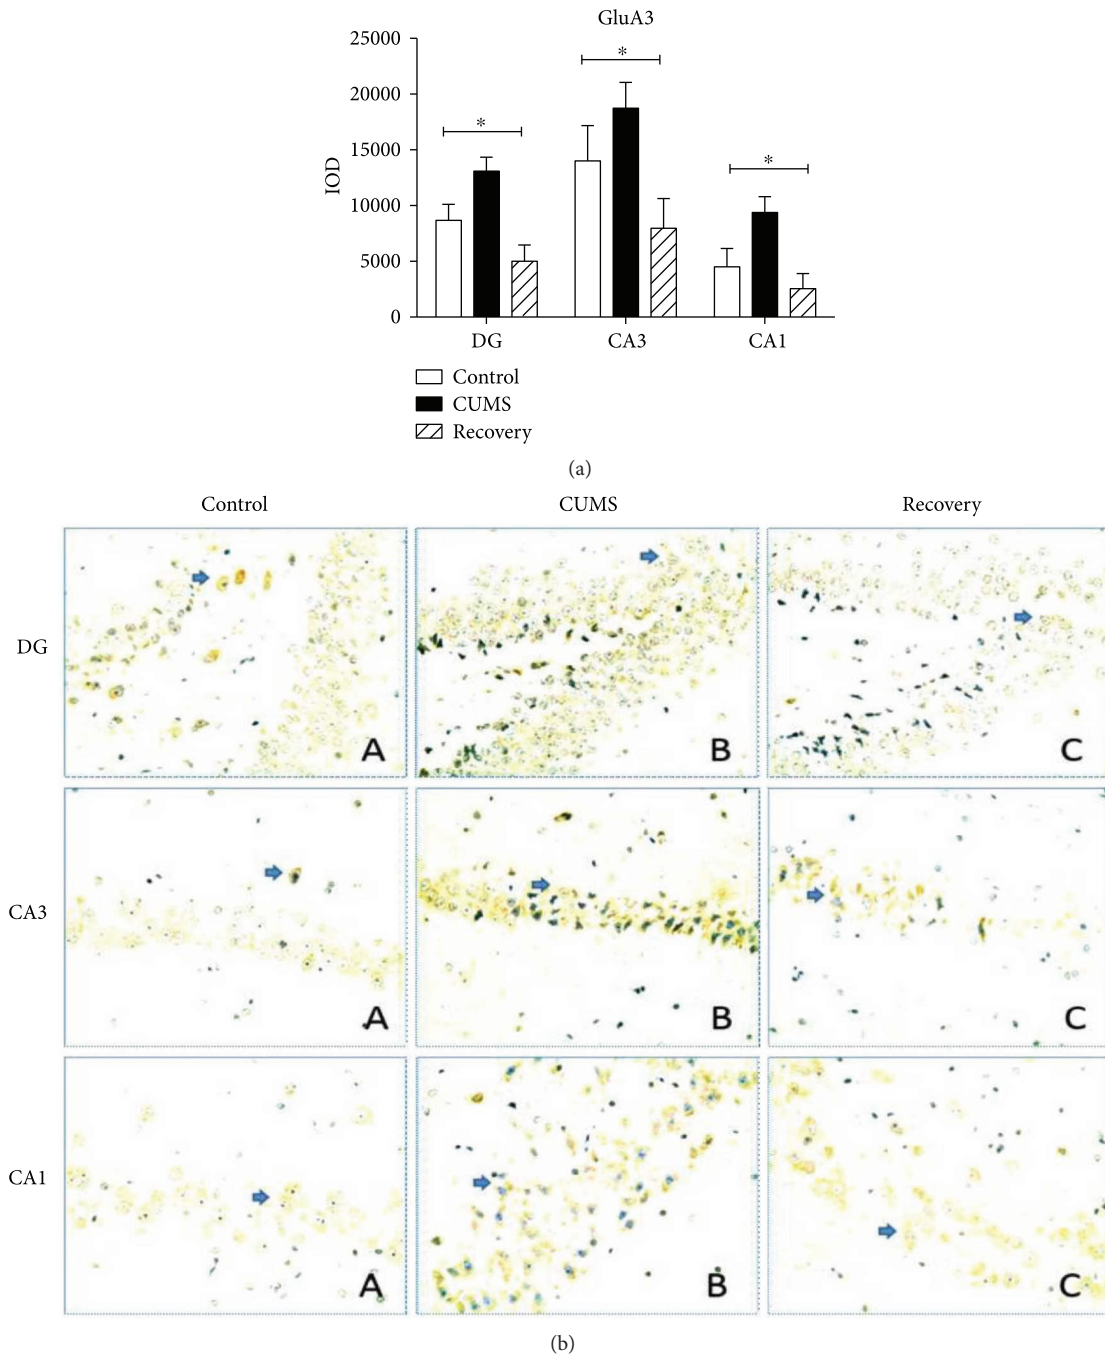 GluA3
25000
20000
15000
10000
5000
0
IOD
*
*
*
DG
CA3
CA1
Control
CUMS
Recovery
(a)
Control
CUMS
Recovery
DG
A
B
C
CA3
A
B
C
CA1
A
B
C
(b)